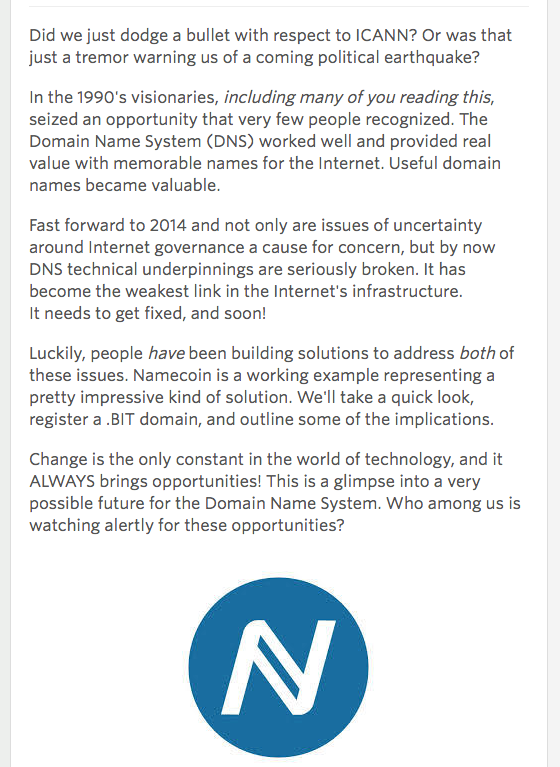 Did we just dodge a bullet with respect to ICANN? Or was that
just a tremor warning us of a coming political earthquake?
In the 1990's visionaries, including many of you reading this,
seized an opportunity that very few people recognized. The
Domain Name System (DNS) worked well and provided real
value with memorable names for the Internet. Useful domain
names became valuable.
Fast forward to 2014 and not only are issues of uncertainty
around Internet governance a cause for concern, but by now
DNS technical underpinnings are seriously broken. It has
become the weakest link in the Internet's infrastructure.
It needs to get fixed, and soon!
Luckily, people have been building solutions to address both of
these issues. Namecoin is a working example representing a
pretty impressive kind of solution. We'll take a quick look,
register a .BIT domain, and outline some of the implications.
Change is the only constant in the world of technology, and it
ALWAYS brings opportunities! This is a glimpse into a very
possible future for the Domain Name System. Who among us is
watching alertly for these opportunities?
N